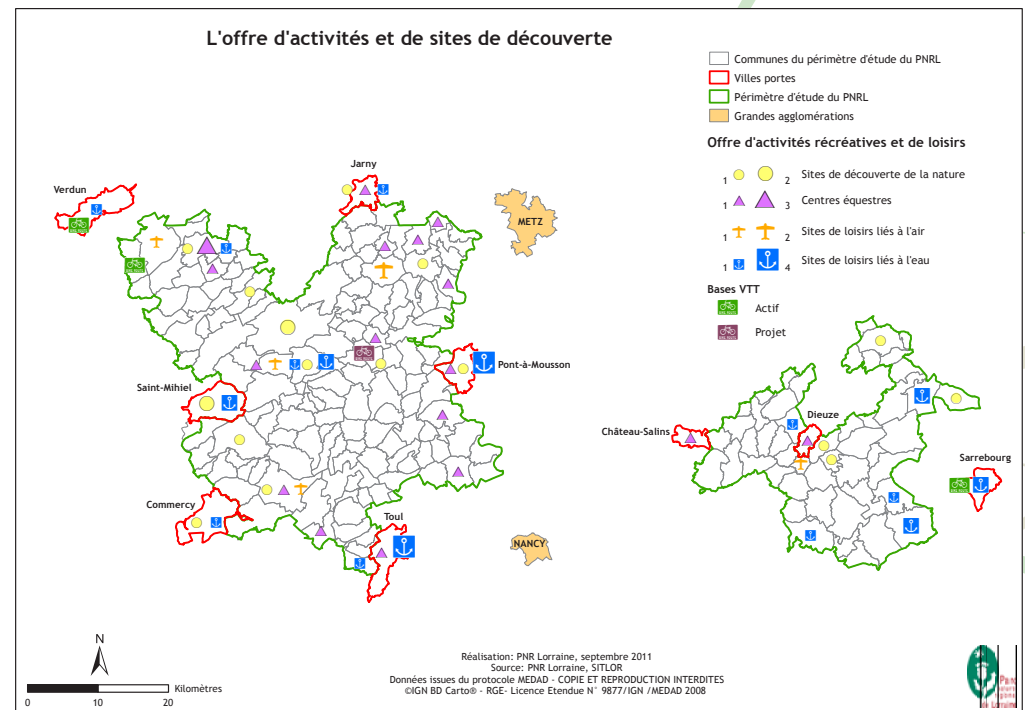 L'offre d'activités et de sites de découverte
Communes du périmètre d'étude du PNRL
Villes portes
Périmètre d'étude du PNRL
Grandes agglomérations
Offre d'activités récréatives et de loisirs
1 2 Sites de découverte de la nature
1 3 Centres équestres
1 2 Sites de loisirs liés à l'air
1 4 Sites de loisirs liés à l'eau
Bases VTT
Actif
Projet
Jarny
Verdun
METZ
Pont-à-Mousson
Saint-Mihiel
Château-Salins
Dieuze
Sarrebourg
Commercy
Toul
NANCY
N
Kilomètres
0 10 20
Réalisation: PNR Lorraine, septembre 2011
Source: PNR Lorraine, SITLOR
Données issues du protocole MEDAD - COPIE ET REPRODUCTION INTERDITES
©IGN BD Carto® - RGE- Licence Etendue N° 9877/IGN /MEDAD 2008